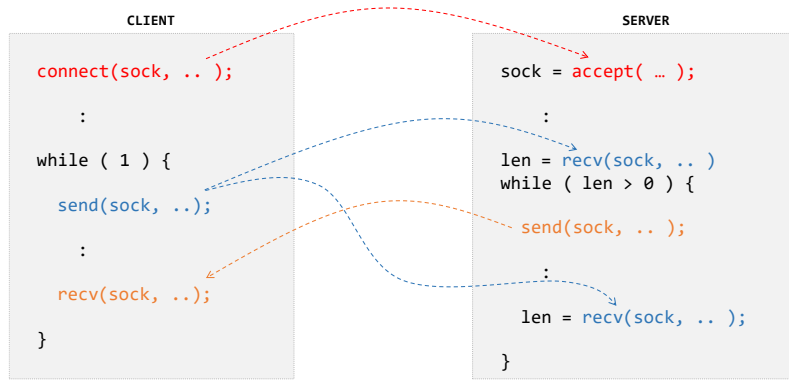 CLIENT
connect(sock, .. );
:
while ( 1 ) {
send(sock, ..);
:
recv(sock, ..);
}
SERVER
sock = accept( … );
:
len = recv(sock, .. )
while ( len > 0 ) {
send(sock, .. );
:
len = recv(sock, .. );
}